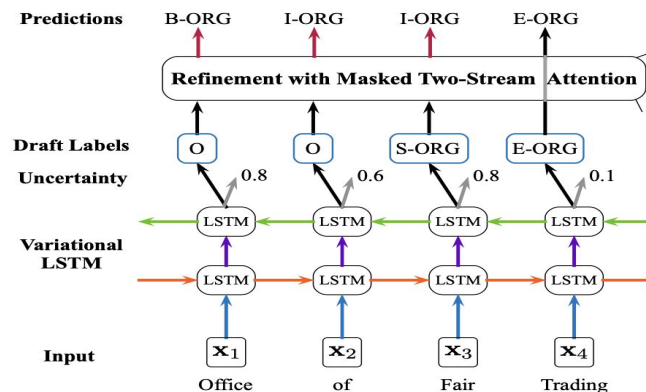 Predictions B-ORG I-ORG I-ORG E-ORG
Refinement with Masked Two-Stream Attention
Draft Labels O O S-ORG E-ORG
Uncertainty 0.8 0.6 0.8 0.1
LSTM LSTM LSTM LSTM
Variational
LSTM
LSTM LSTM LSTM LSTM
Input x1 x2 x3 x4
Office of Fair Trading